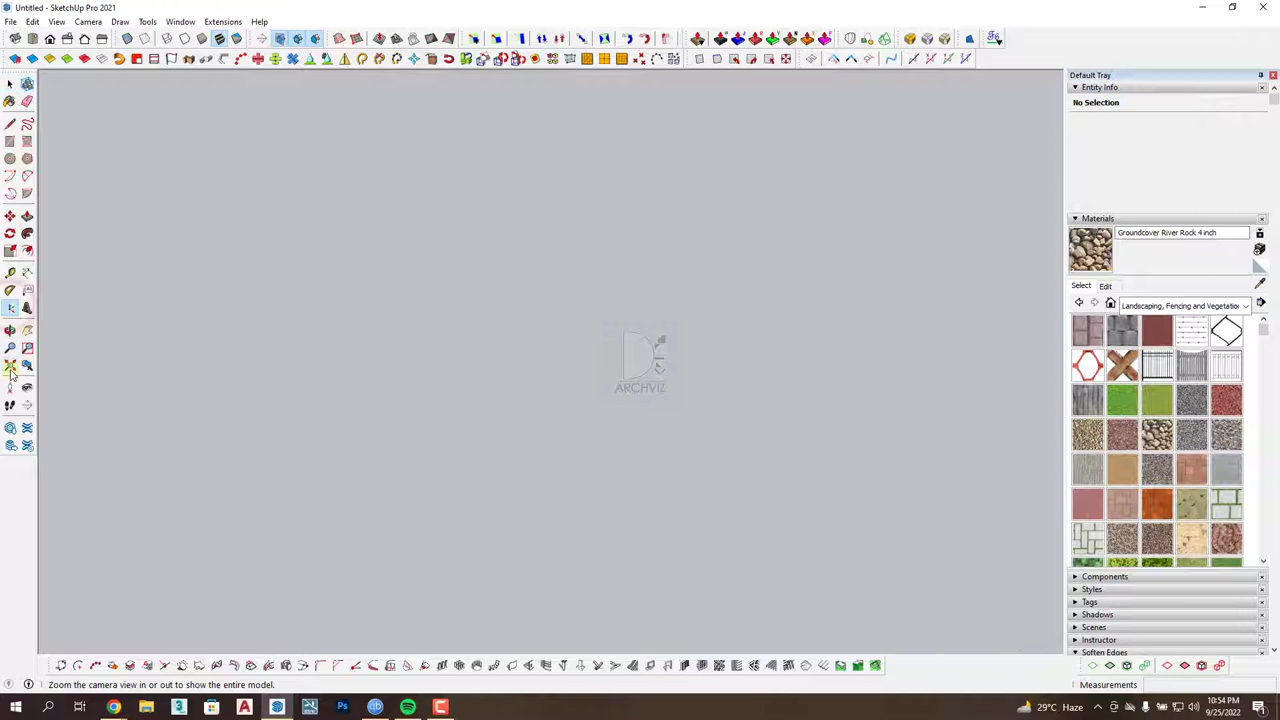 Untitled - SketchUp Pro 2021
File Edit View Camera Draw Tools Window Extensions Help
Default Tray
Entity Info
No Selection
Materials
Groundcover River Rock 4 inch
Select Edit
Landscaping, Fencing and Vegetation
ARCHVIZ
Components
Styles
Tags
Shadows
Scenes
Instructor
Soften Edges
Zoom the camera view in or out to show the entire model.
Measurements
29°C Haze
10:54 PM
9/25/2022